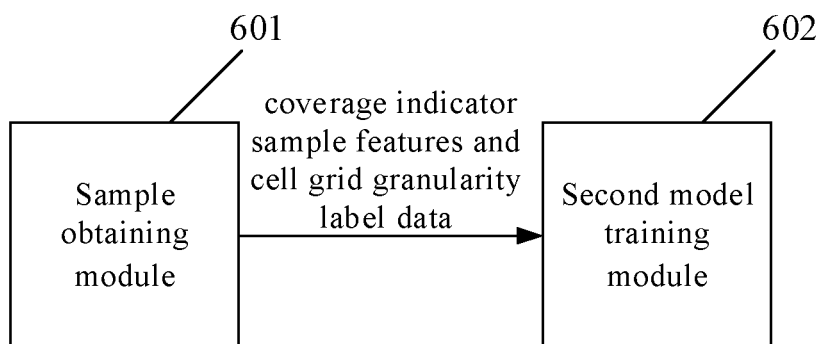 601
602
coverage indicator
sample features and
cell grid granularity
label data
Sample
obtaining
module
Second model
training
module